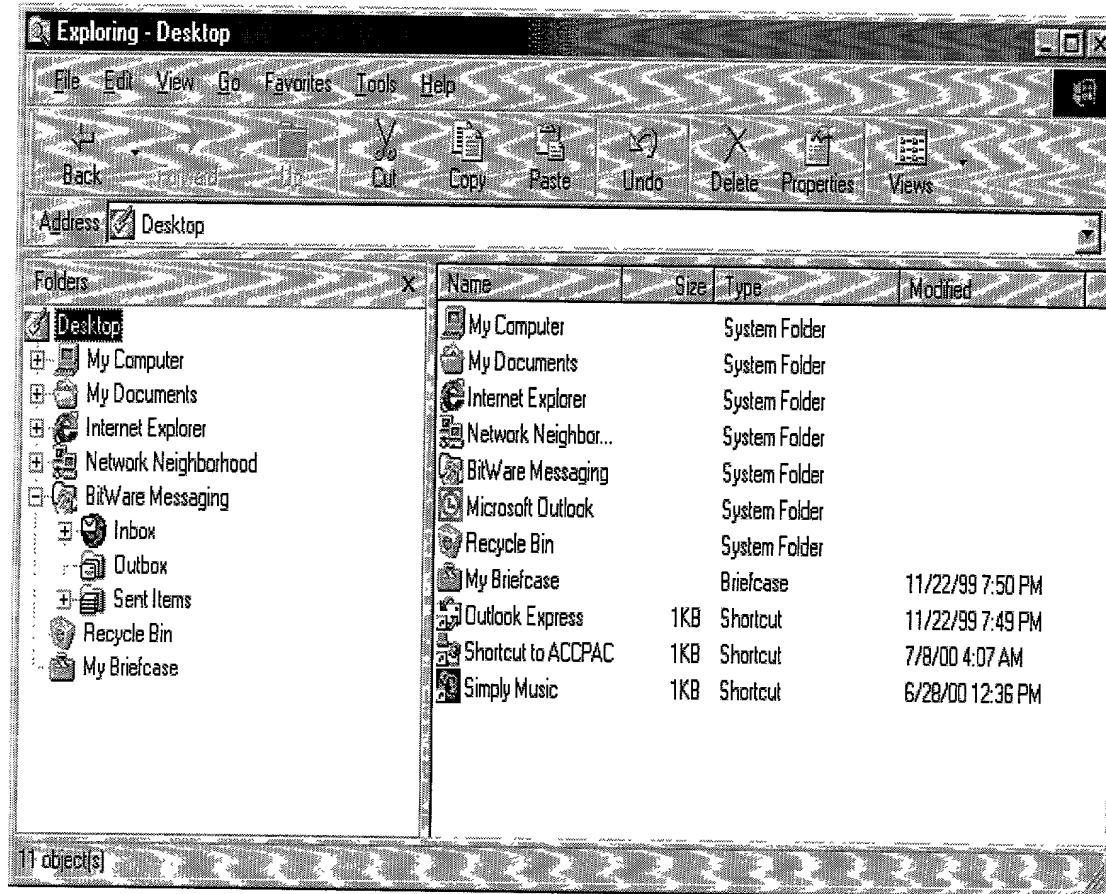 Exploring - Desktop
File Edit View Go Favorites Tools Help
Back Forward Up Cut Copy Paste Undo Delete Properties Views
Address Desktop
Folders X
Desktop
My Computer
My Documents
Internet Explorer
Network Neighborhood
BitWare Messaging
Inbox
Outbox
Sent Items
Recycle Bin
My Briefcase
Name Size Type Modified
My Computer System Folder
My Documents System Folder
Internet Explorer System Folder
Network Neighbor... System Folder
BitWare Messaging System Folder
Microsoft Outlook System Folder
Recycle Bin System Folder
My Briefcase Briefcase 11/22/99 7:50 PM
Outlook Express 1KB Shortcut 11/22/99 7:49 PM
Shortcut to ACCPAC 1KB Shortcut 7/8/00 4:07 AM
Simply Music 1KB Shortcut 6/28/00 12:36 PM
11 object(s)